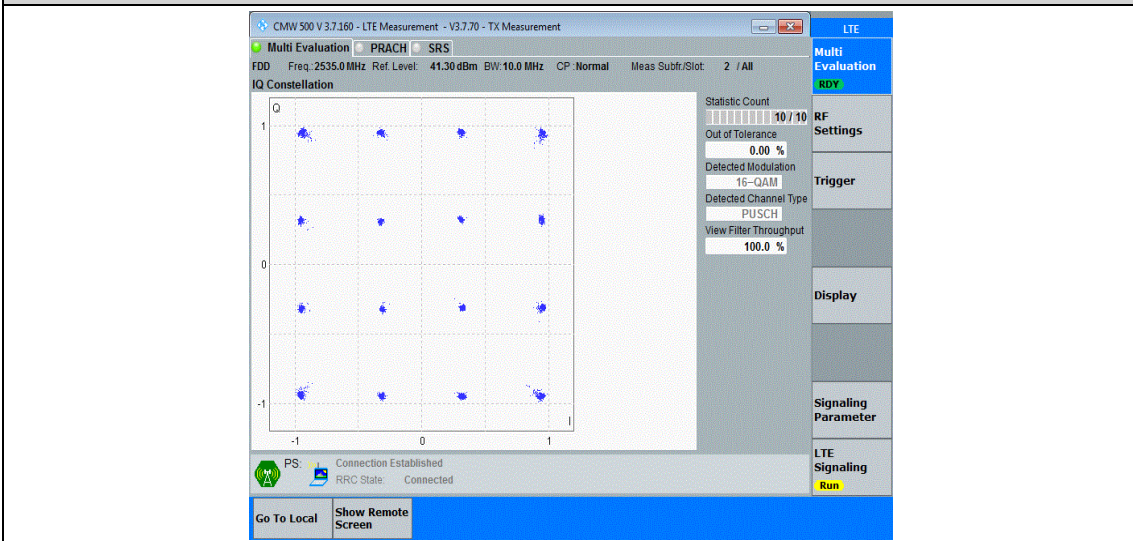 CMW 500 V 3.7.160 - LTE Measurement - V3.7.70 - TX Measurement
LTE
Multi Evaluation PRACH SRS
FDD Freq.:2535.0 MHz Ref. Level: 41.30 dBm BW:10.0 MHz CP :Normal Meas Subfr./Slot: 2 / All
IQ Constellation
Q
1
0
-1
-1
0
1
I
Statistic Count
10 / 10
Out of Tolerance
0.00 %
Detected Modulation
16-QAM
Detected Channel Type
PUSCH
View Filter Throughput
100.0 %
Multi
Evaluation
RDY
RF
Settings
Trigger
Display
Signaling
Parameter
LTE
Signaling
Run
PS: Connection Established
RRC State: Connected
Go To Local
Show Remote
Screen